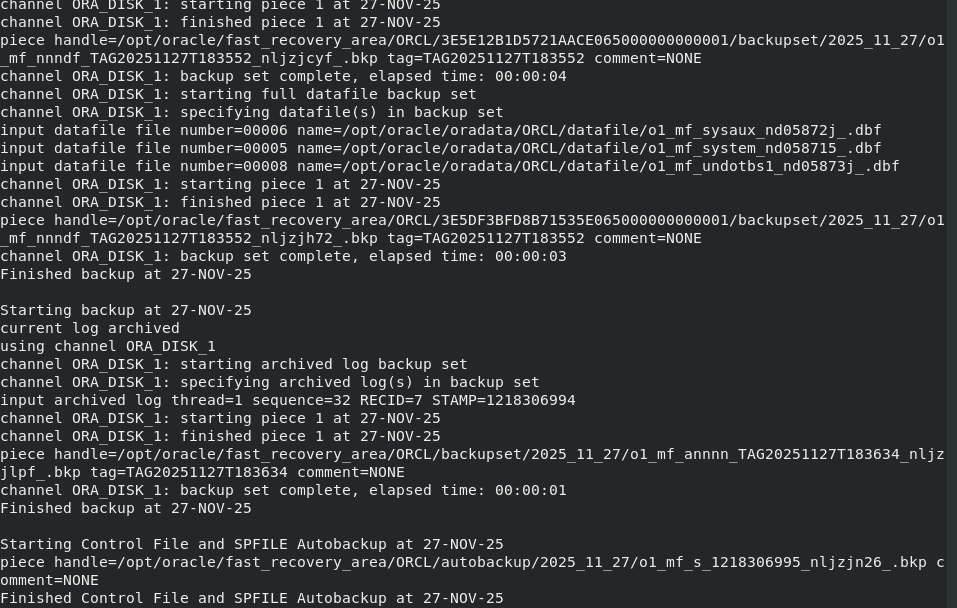 channel ORA_DISK_1: starting piece 1 at 27-NOV-25
channel ORA_DISK_1: finished piece 1 at 27-NOV-25
piece handle=/opt/oracle/fast_recovery_area/ORCL/3E5E12B1D5721AACE065000000000001/backupset/2025_11_27/o1
_mf_nnndf_TAG20251127T183552_nljzjcyf_.bkp tag=TAG20251127T183552 comment=NONE
channel ORA_DISK_1: backup set complete, elapsed time: 00:00:04
channel ORA_DISK_1: starting full datafile backup set
channel ORA_DISK_1: specifying datafile(s) in backup set
input datafile file number=00006 name=/opt/oracle/oradata/ORCL/datafile/o1_mf_sysaux_nd05872j_.dbf
input datafile file number=00005 name=/opt/oracle/oradata/ORCL/datafile/o1_mf_system_nd058715_.dbf
input datafile file number=00008 name=/opt/oracle/oradata/ORCL/datafile/o1_mf_undotbs1_nd05873j_.dbf
channel ORA_DISK_1: starting piece 1 at 27-NOV-25
channel ORA_DISK_1: finished piece 1 at 27-NOV-25
piece handle=/opt/oracle/fast_recovery_area/ORCL/3E5DF3BFD8B71535E065000000000001/backupset/2025_11_27/o1
_mf_nnndf_TAG20251127T183552_nljzjh72_.bkp tag=TAG20251127T183552 comment=NONE
channel ORA_DISK_1: backup set complete, elapsed time: 00:00:03
Finished backup at 27-NOV-25
Starting backup at 27-NOV-25
current log archived
using channel ORA_DISK_1
channel ORA_DISK_1: starting archived log backup set
channel ORA_DISK_1: specifying archived log(s) in backup set
input archived log thread=1 sequence=32 RECID=7 STAMP=1218306994
channel ORA_DISK_1: starting piece 1 at 27-NOV-25
channel ORA_DISK_1: finished piece 1 at 27-NOV-25
piece handle=/opt/oracle/fast_recovery_area/ORCL/backupset/2025_11_27/o1_mf_annnn_TAG20251127T183634_nljz
jlpf_.bkp tag=TAG20251127T183634 comment=NONE
channel ORA_DISK_1: backup set complete, elapsed time: 00:00:01
Finished backup at 27-NOV-25
Starting Control File and SPFILE Autobackup at 27-NOV-25
piece handle=/opt/oracle/fast_recovery_area/ORCL/autobackup/2025_11_27/o1_mf_s_1218306995_nljzjn26_.bkp c
omment=NONE
Finished Control File and SPFILE Autobackup at 27-NOV-25